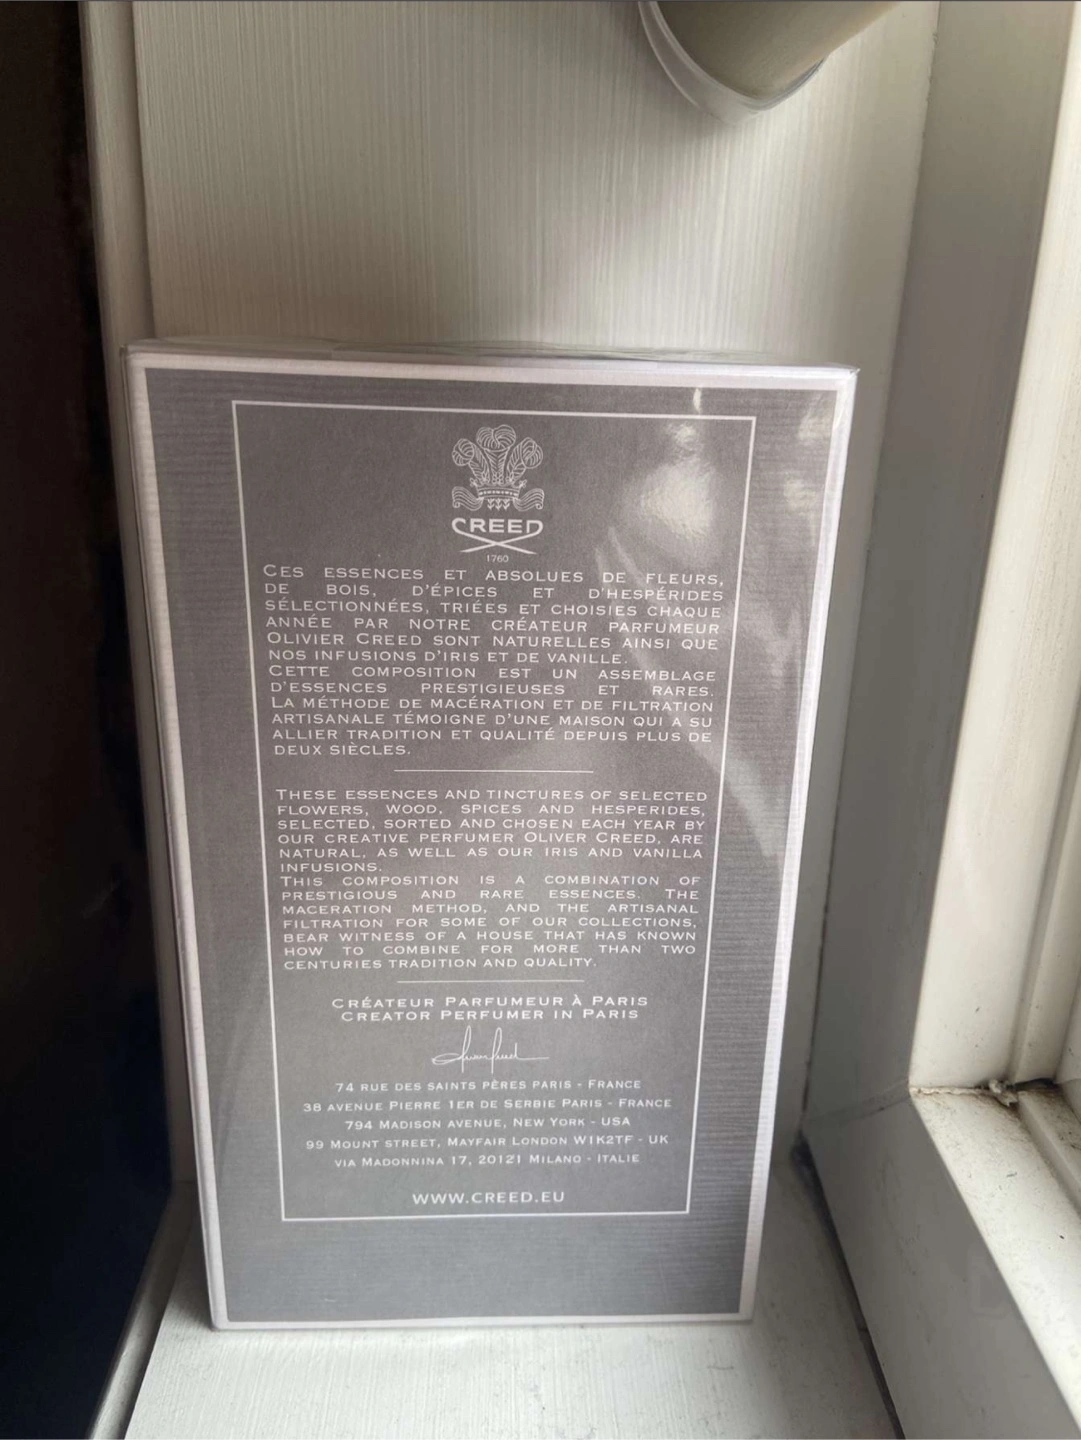 CREED
1760
CES ESSENCES ET ABSOLUES DE FLEURS,
DE BOIS, D'ÉPICES ET D'HESPÉRIDES
SÉLECTIONNÉES, TRIÉES ET CHOISIES CHAQUE
ANNÉE PAR NOTRE CRÉATEUR PARFUMEUR
OLIVIER CREED SONT NATURELLES AINSI QUE
NOS INFUSIONS D'IRIS ET DE VANILLE.
CETTE COMPOSITION EST UN ASSEMBLAGE
D'ESSENCES PRESTIGIEUSES ET RARES.
LA MÉTHODE DE MACÉRATION ET DE FILTRATION
ARTISANALE TÉMOIGNE D'UNE MAISON QUI A SU
ALLIER TRADITION ET QUALITÉ DEPUIS PLUS DE
DEUX SIÈCLES.
THESE ESSENCES AND TINCTURES OF SELECTED
FLOWERS, WOOD, SPICES AND HESPERIDES,
SELECTED, SORTED AND CHOSEN EACH YEAR BY
OUR CREATIVE PERFUMER OLIVER CREED, ARE
NATURAL, AS WELL AS OUR IRIS AND VANILLA
INFUSIONS.
THIS COMPOSITION IS A COMBINATION OF
PRESTIGIOUS AND RARE ESSENCES. THE
MACERATION METHOD, AND THE ARTISANAL
FILTRATION FOR SOME OF OUR COLLECTIONS,
BEAR WITNESS OF A HOUSE THAT HAS KNOWN
HOW TO COMBINE FOR MORE THAN TWO
CENTURIES TRADITION AND QUALITY.
CRÉATEUR PARFUMEUR À PARIS
CREATOR PERFUMER IN PARIS
74 RUE DES SAINTS PÈRES PARIS - FRANCE
38 AVENUE PIERRE 1ER DE SERBIE PARIS - FRANCE
794 MADISON AVENUE, NEW YORK - USA
99 MOUNT STREET, MAYFAIR LONDON W1K2TF - UK
VIA MADONNINA 17, 20121 MILANO - ITALIE
WWW.CREED.EU